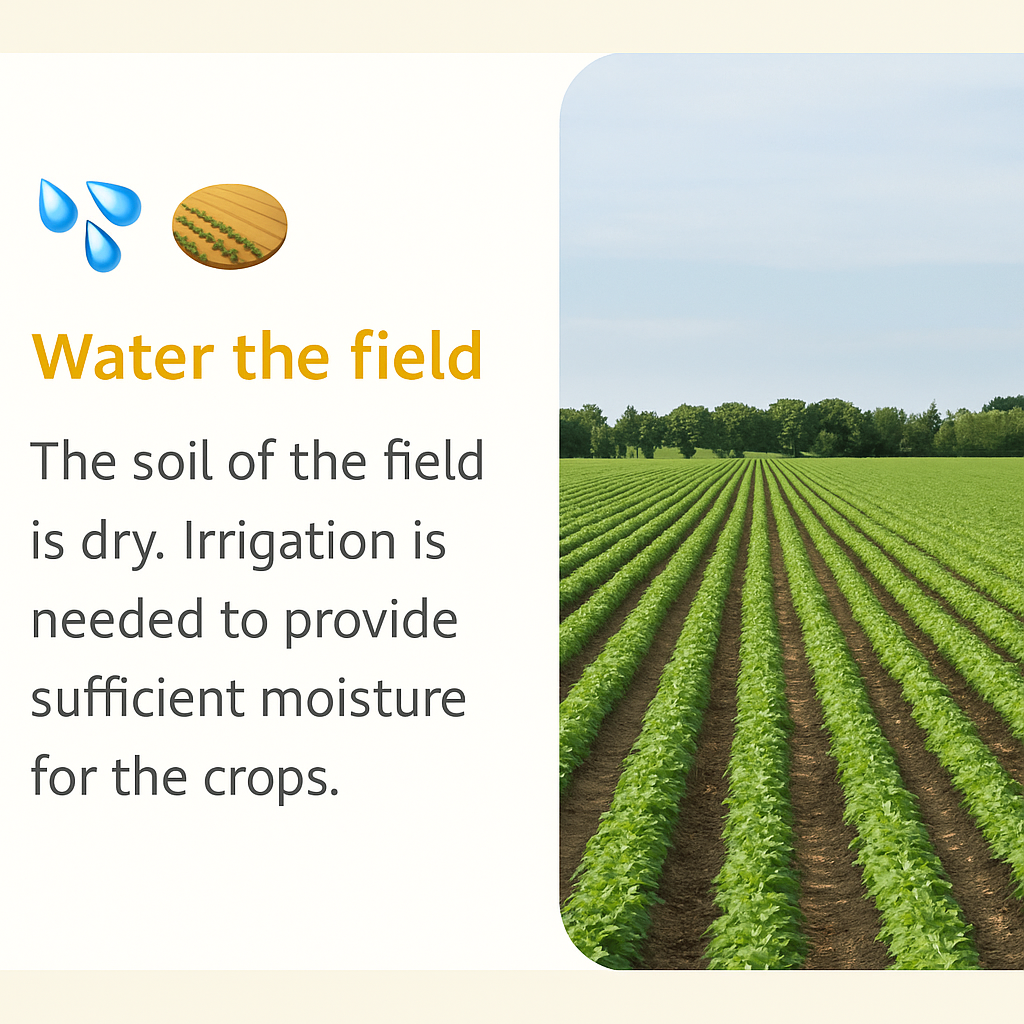 Water the field
The soil of the field
is dry. Irrigation is
needed to provide
sufficient moisture
for the crops.